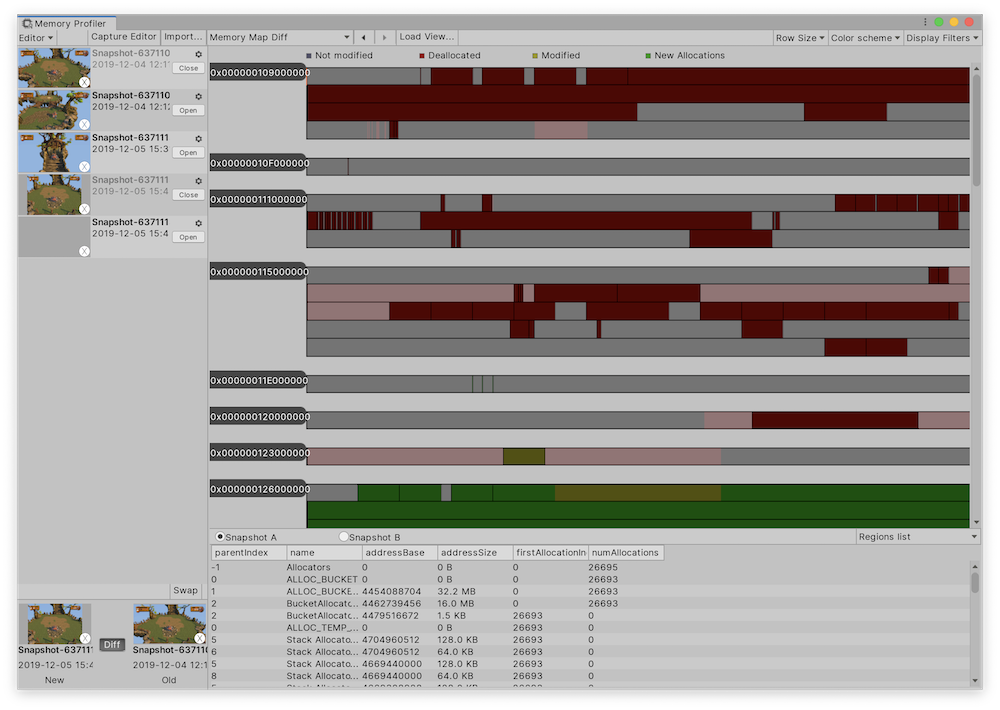 Memory Profiler
Editor Capture Editor Import... Memory Map Diff Load View... Row Size Color scheme Display Filters
Not modified Deallocated Modified New Allocations
Snapshot-637110
2019-12-04 12:1
Close
Snapshot-637110
2019-12-04 12:1
Open
Snapshot-637111
2019-12-05 15:3
Open
Snapshot-637111
2019-12-05 15:4
Close
Snapshot-637111
2019-12-05 15:4
Open
0x000000109000000
0x00000010F000000
0x000000111000000
0x000000115000000
0x00000011E000000
0x000000120000000
0x000000123000000
0x000000126000000
Snapshot A Snapshot B Regions list
parentIndex name addressBase addressSize firstAllocationIn numAllocations
-1 Allocators 0 0 B 0 26695
0 ALLOC_BUCKET 0 0 B 0 26693
1 ALLOC_BUCKE... 4454088704 32.2 MB 0 26693
2 BucketAllocat... 4462739456 16.0 MB 0 26693
2 BucketAllocat... 4479516672 1.5 KB 26693 0
0 ALLOC_TEMP_... 0 0 B 26693 0
5 Stack Allocato... 4704960512 128.0 KB 26693 0
6 Stack Allocato... 4704960512 64.0 KB 26693 0
5 Stack Allocato... 4669440000 128.0 KB 26693 0
8 Stack Allocato... 4669440000 64.0 KB 26693 0
Swap
Diff
Snapshot-637111
2019-12-05 15:4
New
Snapshot-637110
2019-12-04 12:1
Old